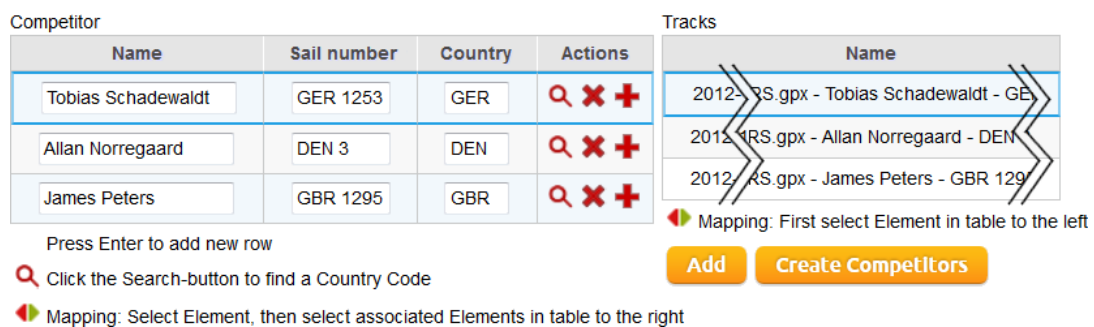 Competitor
Name Sail number Country Actions
Tobias Schadewaldt GER 1253 GER
Allan Norregaard DEN 3 DEN
James Peters GBR 1295 GBR
Press Enter to add new row
Click the Search-button to find a Country Code
Mapping: Select Element, then select associated Elements in table to the right
Tracks
Name
2012- RS.gpx - Tobias Schadewaldt - GE
2012 RS.gpx - Allan Norregaard - DEN
2012- RS.gpx - James Peters - GBR 129
Mapping: First select Element in table to the left
Add Create Competitors